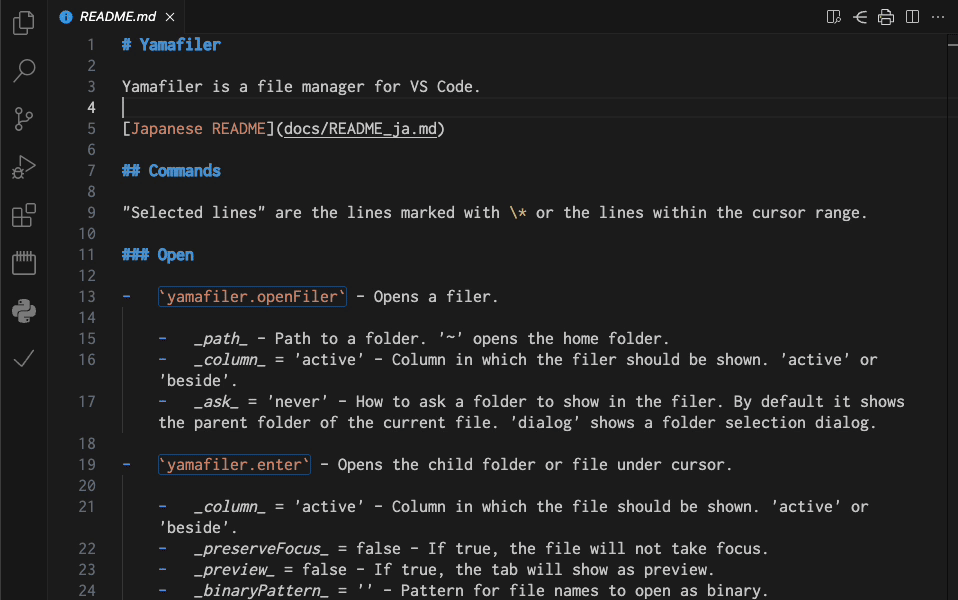 README.md
1 # Yamafiler
2
3 Yamafiler is a file manager for VS Code.
4
5 [Japanese README](docs/README_ja.md)
6
7 ## Commands
8
9 "Selected lines" are the lines marked with \* or the lines within the cursor range.
10
11 ### Open
12
13 - `yamafiler.openFiler` - Opens a filer.
14
15 - _path_ - Path to a folder. '~' opens the home folder.
16 - _column_ = 'active' - Column in which the filer should be shown. 'active' or
'beside'.
17 - _ask_ = 'never' - How to ask a folder to show in the filer. By default it shows
the parent folder of the current file. 'dialog' shows a folder selection dialog.
18
19 - `yamafiler.enter` - Opens the child folder or file under cursor.
20
21 - _column_ = 'active' - Column in which the file should be shown. 'active' or
'beside'.
22 - _preserveFocus_ = false - If true, the file will not take focus.
23 - _preview_ = false - If true, the tab will show as preview.
24 - _binaryPattern_ = '' - Pattern for file names to open as binary.